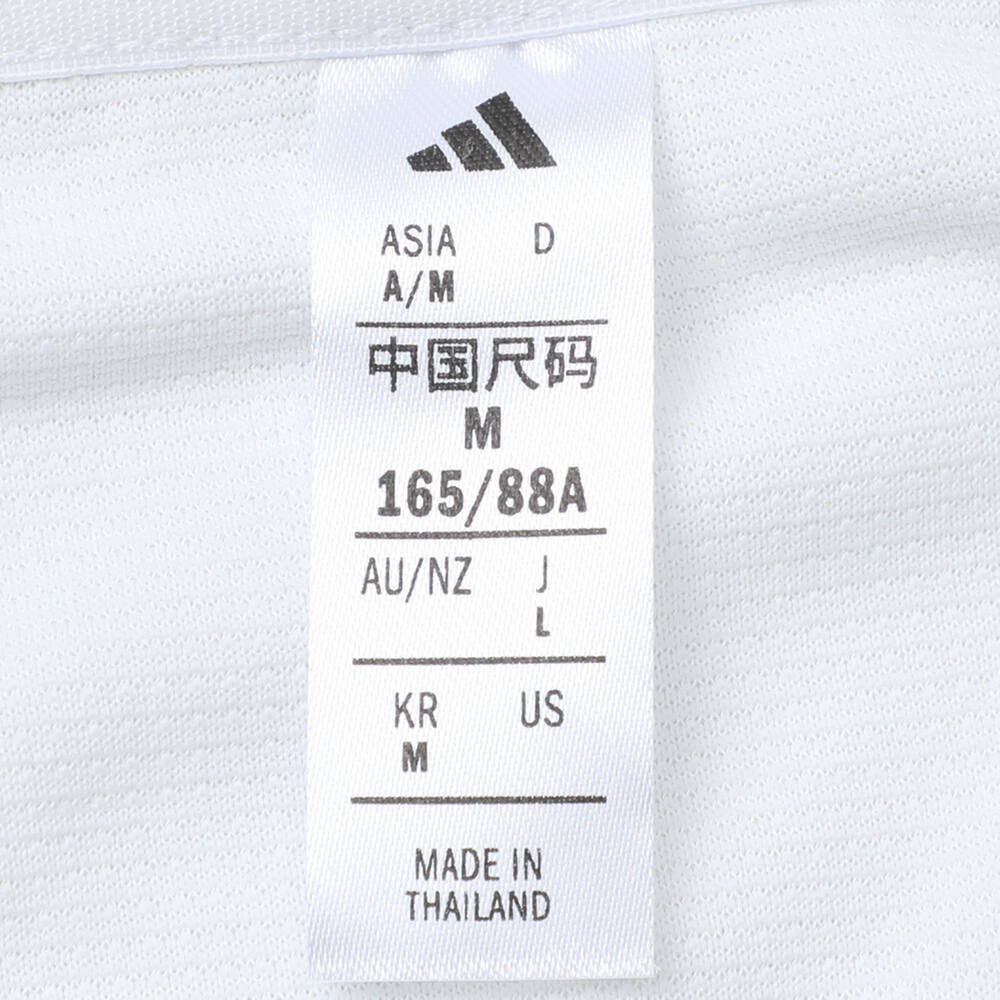 ASIA D
A/M
中国尺码
M
165/88A
AU/NZ J
L
KR US
M
MADE IN
THAILAND